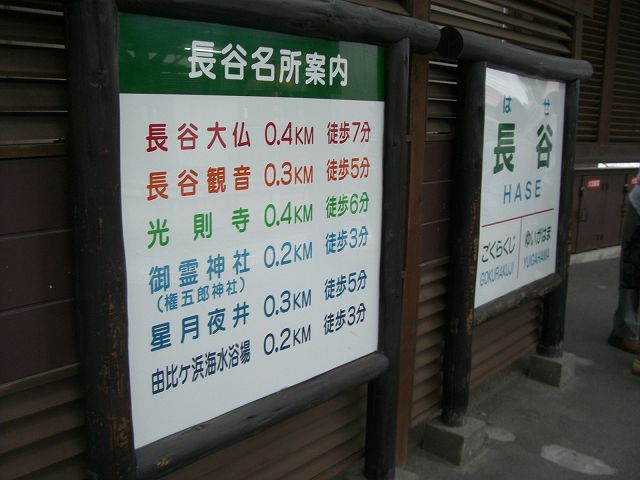 長谷名所案内
長谷大仏 0.4KM 徒歩7分
長谷観音 0.3KM 徒歩5分
光則寺 0.4KM 徒歩6分
御霊神社 0.2KM 徒歩3分
(権五郎神社)
星月夜井 0.3KM 徒歩5分
由比ヶ浜海水浴場 0.2KM 徒歩3分
はせ
長谷
HASE
ごくらくじ ゆいがはま
GOKURAKUJI YUIGAHAMA